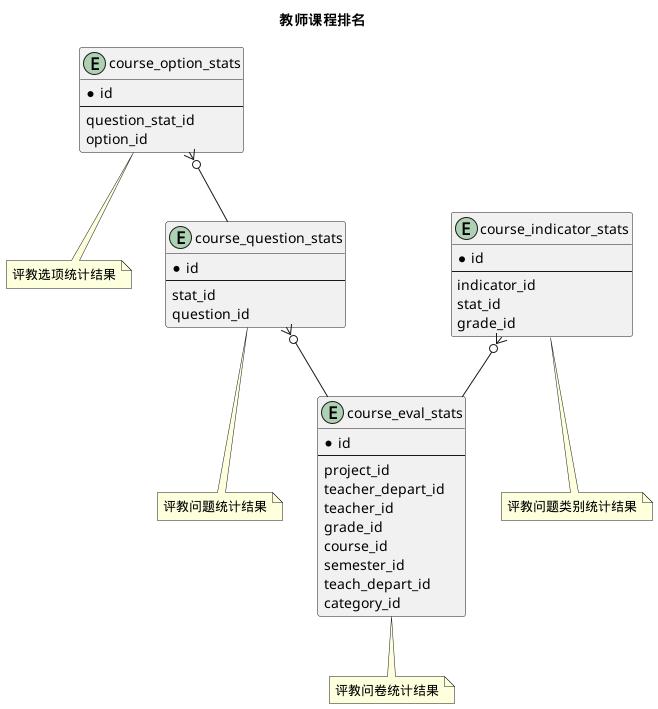 教师课程排名
E course_option_stats
* id
question_stat_id
option_id
评教选项统计结果
E course_question_stats
* id
stat_id
question_id
E course_indicator_stats
* id
indicator_id
stat_id
grade_id
评教问题统计结果
E course_eval_stats
* id
project_id
teacher_depart_id
teacher_id
grade_id
course_id
semester_id
teach_depart_id
category_id
评教问题类别统计结果
评教问卷统计结果